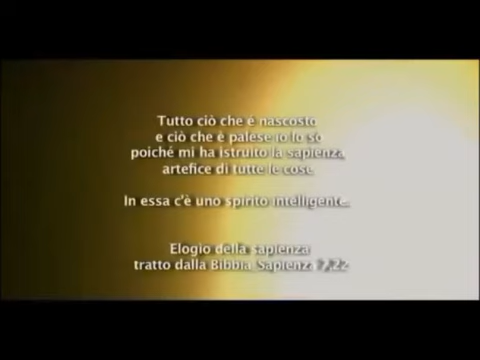 Tutto ciò che é nascosto
e ciò che è palese io lo so
poiché mi ha istruito la sapienza,
artefice di tutte le cose.
In essa c'è uno spirito intelligente...
Elogio della sapienza
tratto dalla Bibbia, Sapienza 7,22